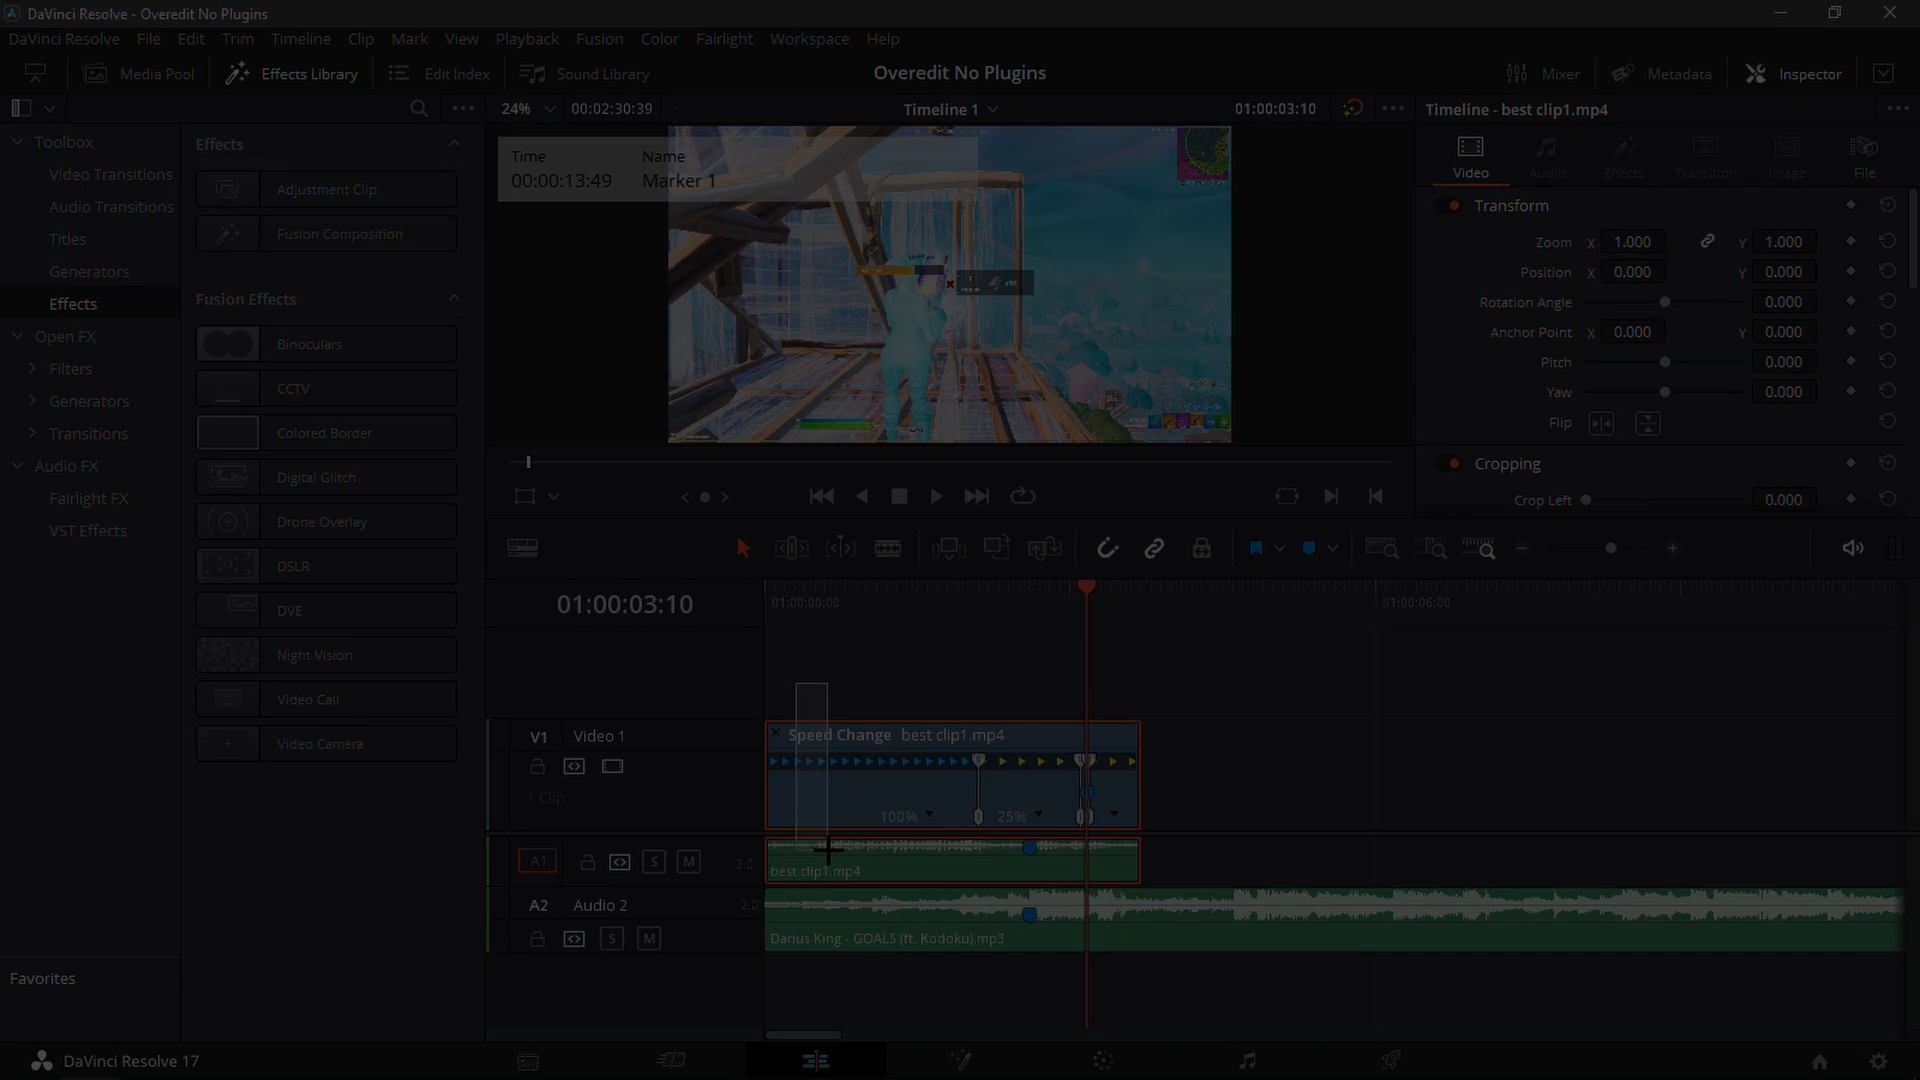 DaVinci Resolve - Overedit No Plugins
DaVinci Resolve File Edit Trim Timeline Clip Mark View Playback Fusion Color Fairlight Workspace Help
Media Pool Effects Library Edit Index Sound Library Overedit No Plugins Mixer Metadata Inspector
24% 00:02:30:39 Timeline 1 01:00:03:10 Timeline - best clip1.mp4
Toolbox
Video Transitions
Audio Transitions
Titles
Generators
Effects
Open FX
Filters
Generators
Transitions
Audio FX
Fairlight FX
VST Effects
Favorites
Effects
Adjustment Clip
Fusion Composition
Fusion Effects
Binoculars
CCTV
Colored Border
Digital Glitch
Drone Overlay
DSLR
DVE
Night Vision
Video Call
Video Camera
Time Name
00:00:13:49 Marker 1
Video Audio Effects Transition Image File
Transform
Zoom X 1.000 Y 1.000
Position X 0.000 Y 0.000
Rotation Angle 0.000
Anchor Point X 0.000 Y 0.000
Pitch 0.000
Yaw 0.000
Flip
Cropping
Crop Left 0.000
01:00:03:10 01:00:00:00 01:00:06:00
V1 Video 1
1 Clip
Speed Change best clip1.mp4
100% 25%
A1 S M 2.0
best clip1.mp4
A2 Audio 2 2.0
S M
Darius King - GOALS (ft. Kodoku).mp3
DaVinci Resolve 17